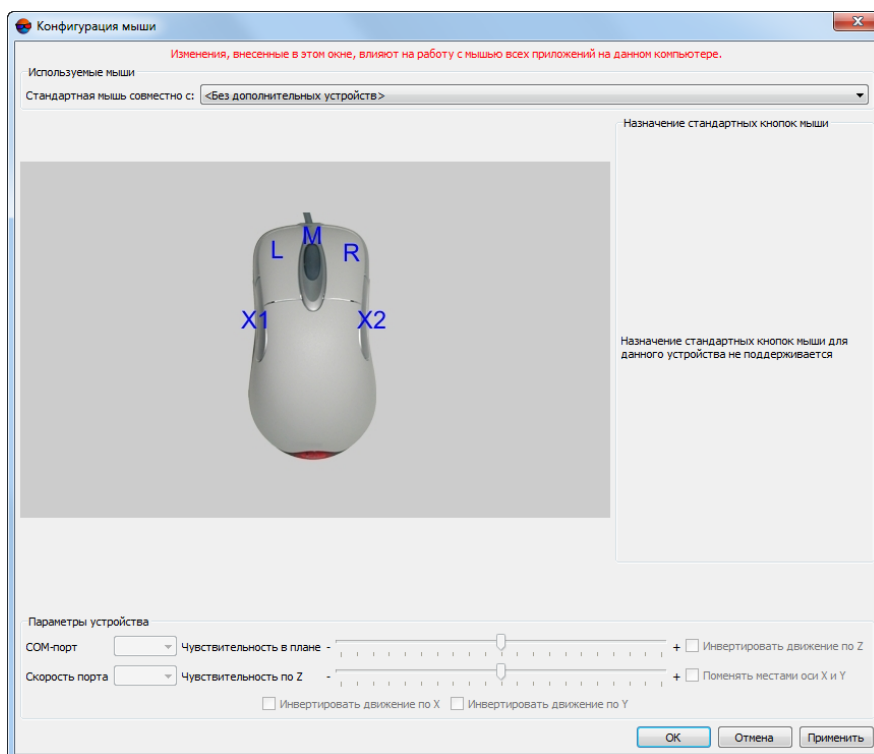 Конфигурация мыши
Изменения, внесенные в этом окне, влияют на работу с мышью всех приложений на данном компьютере.
Используемые мыши
Стандартная мышь совместно с: <Без дополнительных устройств>
Назначение стандартных кнопок мыши
M
L R
X1 X2
Назначение стандартных кнопок мыши для
данного устройства не поддерживается
Параметры устройства
COM-порт Чувствительность в плане - + Инвертировать движение по Z
Скорость порта Чувствительность по Z - + Поменять местами оси X и Y
Инвертировать движение по X Инвертировать движение по Y
OK Отмена Применить